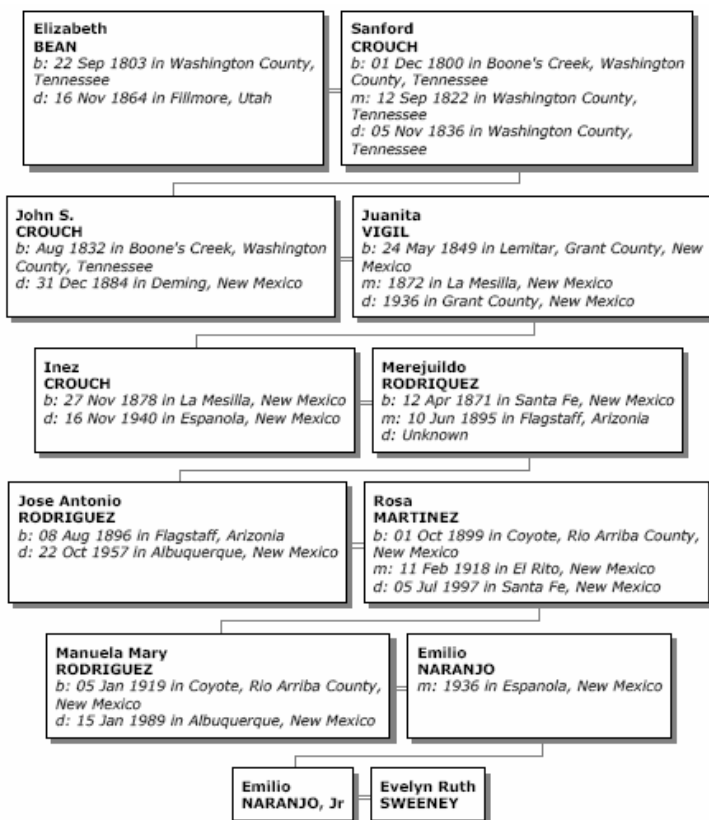 Elizabeth
BEAN
b: 22 Sep 1803 in Washington County,
Tennessee
d: 16 Nov 1864 in Fillmore, Utah
Sanford
CROUCH
b: 01 Dec 1800 in Boone's Creek, Washington
County, Tennessee
m: 12 Sep 1822 in Washington County,
Tennessee
d: 05 Nov 1836 in Washington County,
Tennessee
John S.
CROUCH
b: Aug 1832 in Boone's Creek, Washington
County, Tennessee
d: 31 Dec 1884 in Deming, New Mexico
Juanita
VIGIL
b: 24 May 1849 in Lemitar, Grant County, New
Mexico
m: 1872 in La Mesilla, New Mexico
d: 1936 in Grant County, New Mexico
Inez
CROUCH
b: 27 Nov 1878 in La Mesilla, New Mexico
d: 16 Nov 1940 in Espanola, New Mexico
Merejuildo
RODRIQUEZ
b: 12 Apr 1871 in Santa Fe, New Mexico
m: 10 Jun 1895 in Flagstaff, Arizonia
d: Unknown
Jose Antonio
RODRIGUEZ
b: 08 Aug 1896 in Flagstaff, Arizonia
d: 22 Oct 1957 in Albuquerque, New Mexico
Rosa
MARTINEZ
b: 01 Oct 1899 in Coyote, Rio Arriba County,
New Mexico
m: 11 Feb 1918 in El Rito, New Mexico
d: 05 Jul 1997 in Santa Fe, New Mexico
Manuela Mary
RODRIGUEZ
b: 05 Jan 1919 in Coyote, Rio Arriba County,
New Mexico
d: 15 Jan 1989 in Albuquerque, New Mexico
Emilio
NARANJO
m: 1936 in Espanola, New Mexico
Emilio
NARANJO, Jr
Evelyn Ruth
SWEENEY